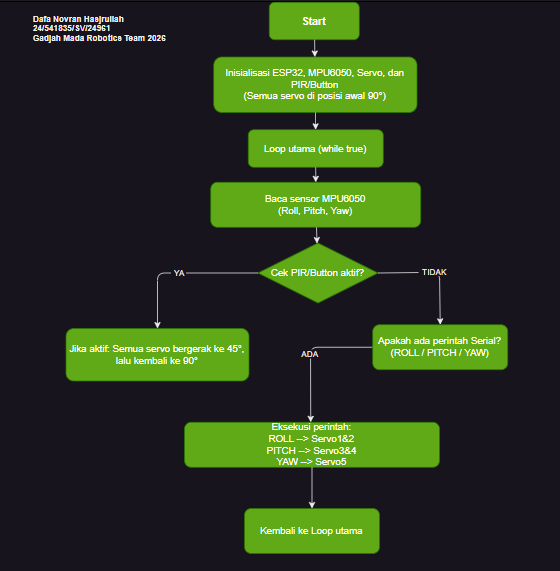 Dafa Novran Hasjrullah
24/541835/SV/24561
Gadjah Mada Robotics Team 2026
Start
Inisialisasi ESP32, MPU6050, Servo, dan
PIR/Button
(Semua servo di posisi awal 90°)
Loop utama (while true)
Baca sensor MPU6050
(Roll, Pitch, Yaw)
Cek PIR/Button aktif?
YA
TIDAK
Jika aktif: Semua servo bergerak ke 45°,
lalu kembali ke 90°
Apakah ada perintah Serial?
(ROLL / PITCH / YAW)
ADA
Eksekusi perintah:
ROLL --> Servo1&2
PITCH --> Servo3&4
YAW --> Servo5
Kembali ke Loop utama